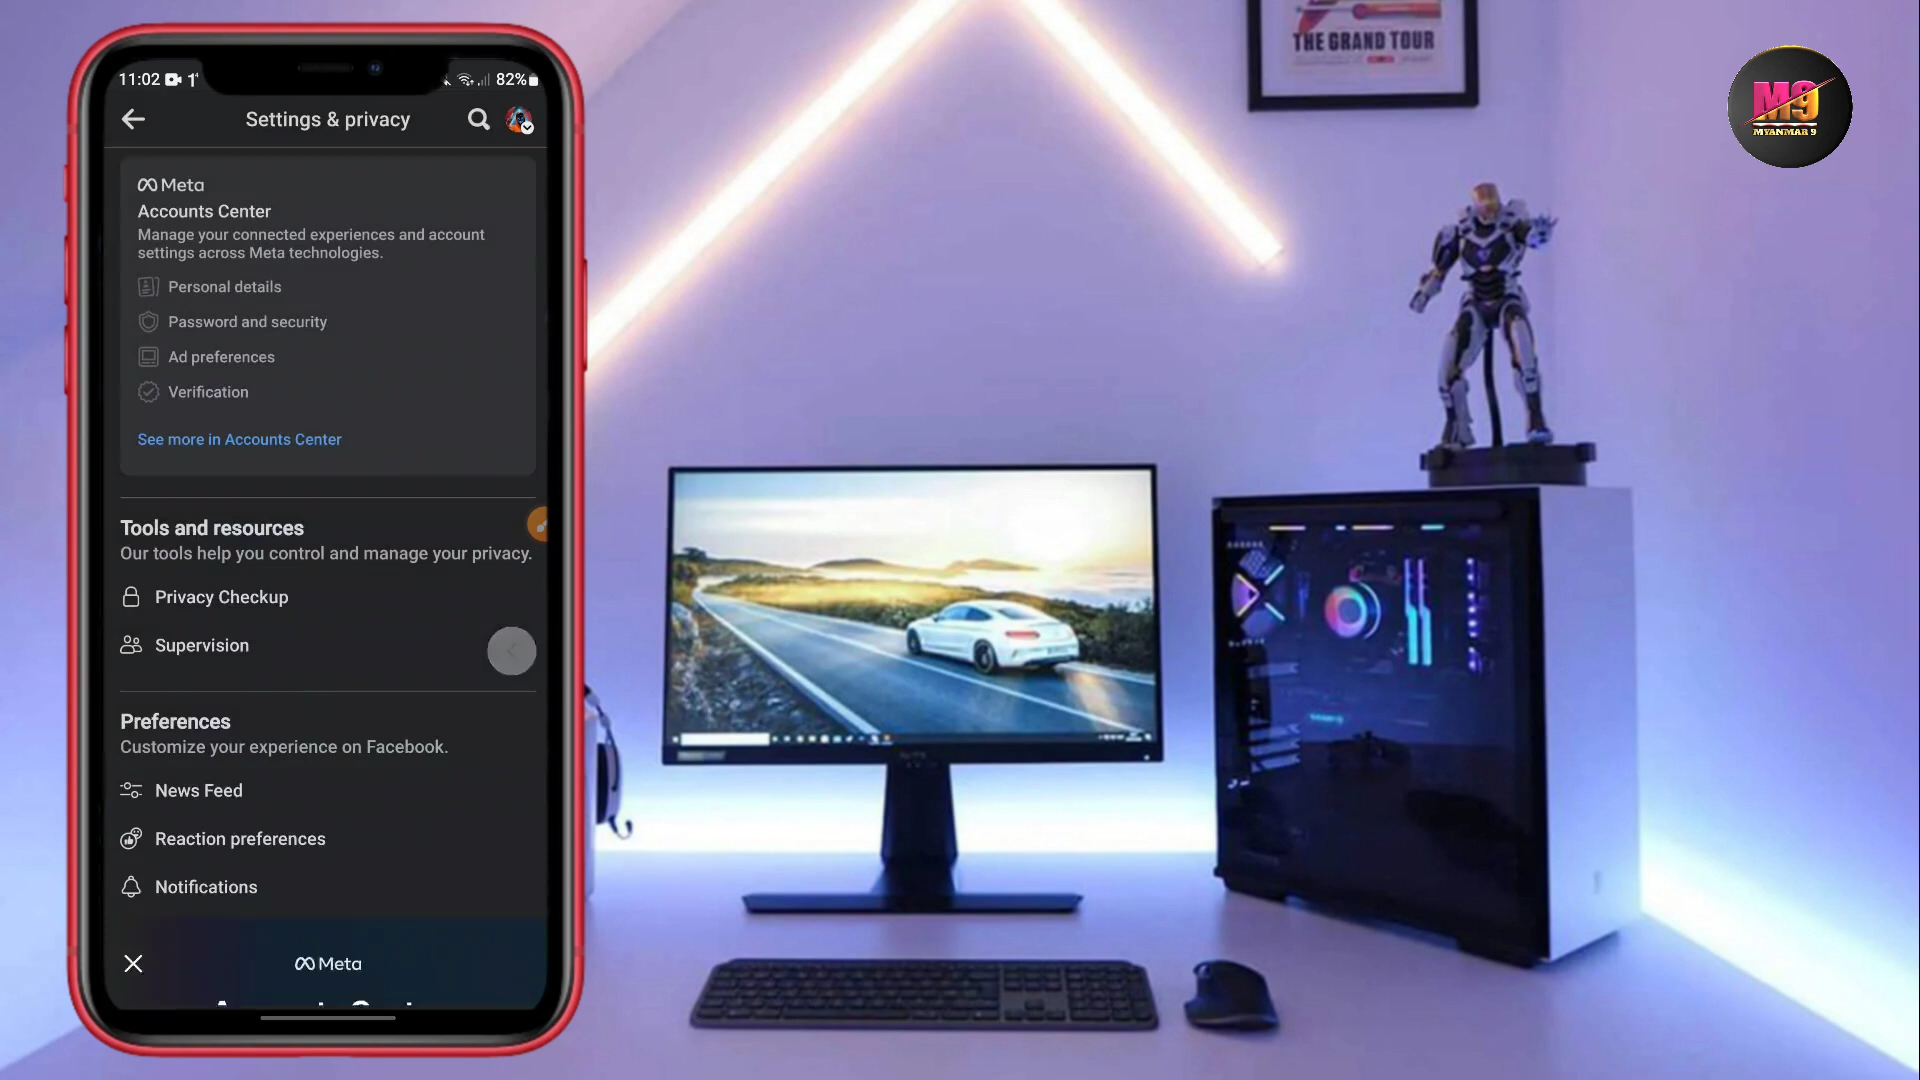 11:02
82%
Settings & privacy
Meta
Accounts Center
Manage your connected experiences and account
settings across Meta technologies.
Personal details
Password and security
Ad preferences
Verification
See more in Accounts Center
Tools and resources
Our tools help you control and manage your privacy.
Privacy Checkup
Supervision
Preferences
Customize your experience on Facebook.
News Feed
Reaction preferences
Notifications
Meta
THE GRAND TOUR
M9
MYANMAR 9